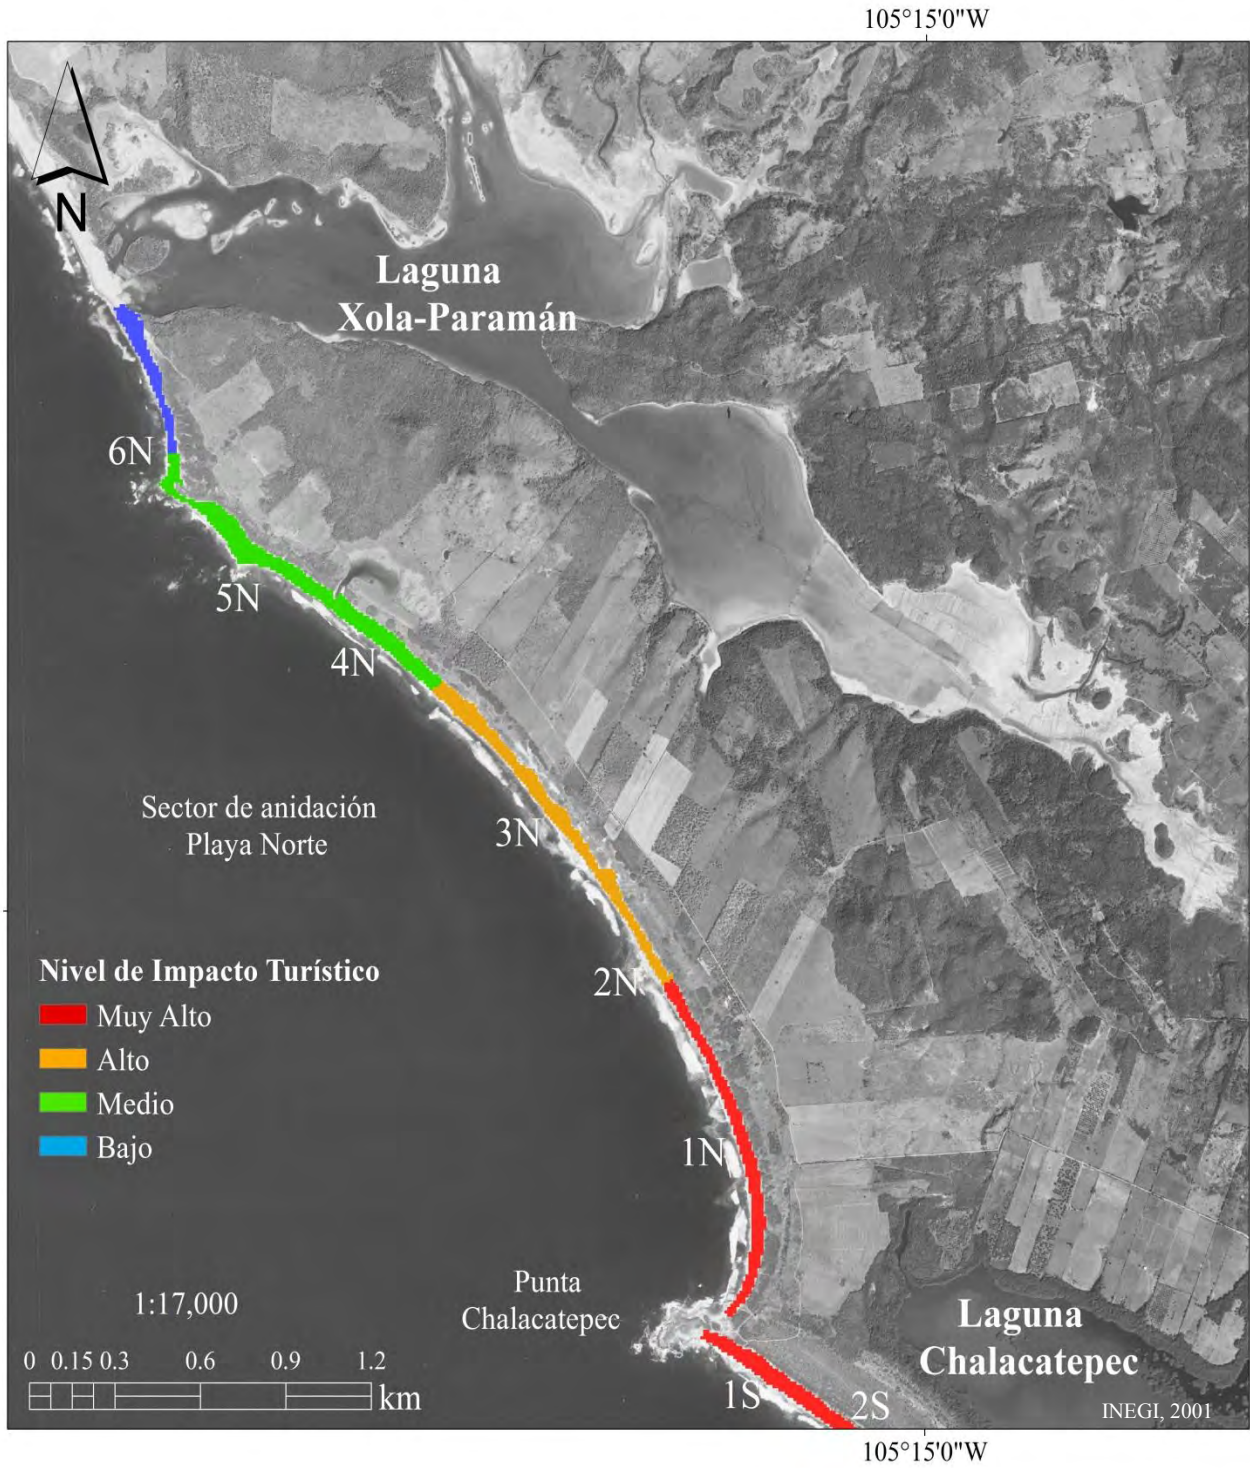 105°15'0"W
N
Laguna
Xola-Paramán
6N
5N
4N
Sector de anidación
Playa Norte
3N
Nivel de Impacto Turístico
2N
Muy Alto
Alto
Medio
1N
Bajo
Punta
Chalacatepec
1:17,000
Laguna
Chalacatepec
0 0.15 0.3 0.6 0.9 1.2
km
1S
2S
INEGI, 2001
105°15'0"W